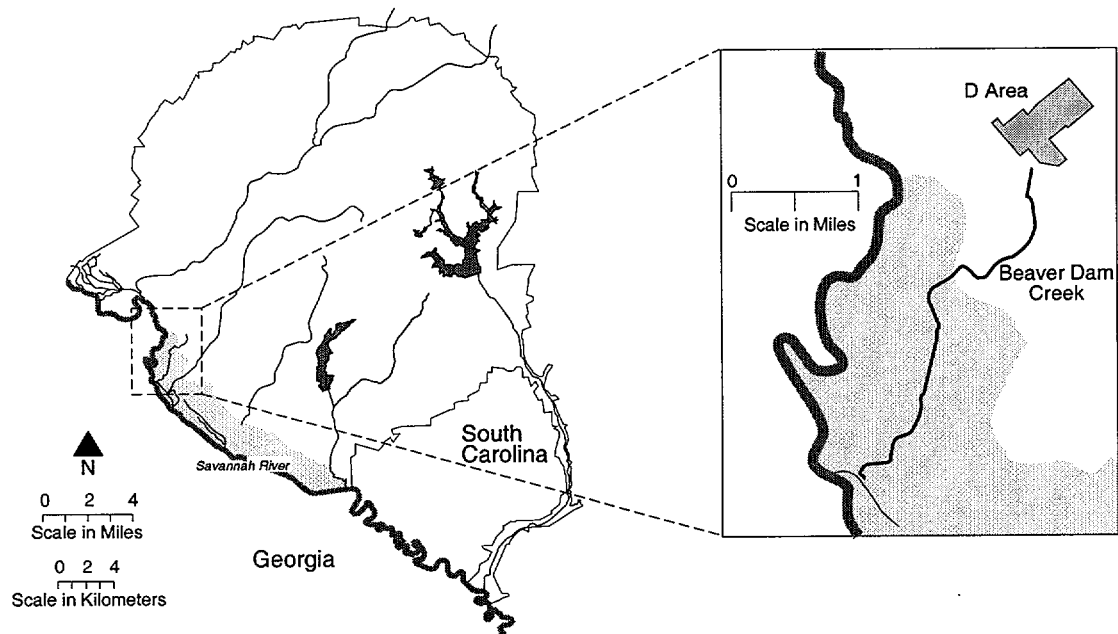 D Area
0 1
Scale in Miles
Beaver Dam
Creek
South
Carolina
Savannah River
N
0 2 4
Scale in Miles
Georgia
0 2 4
Scale in Kilometers